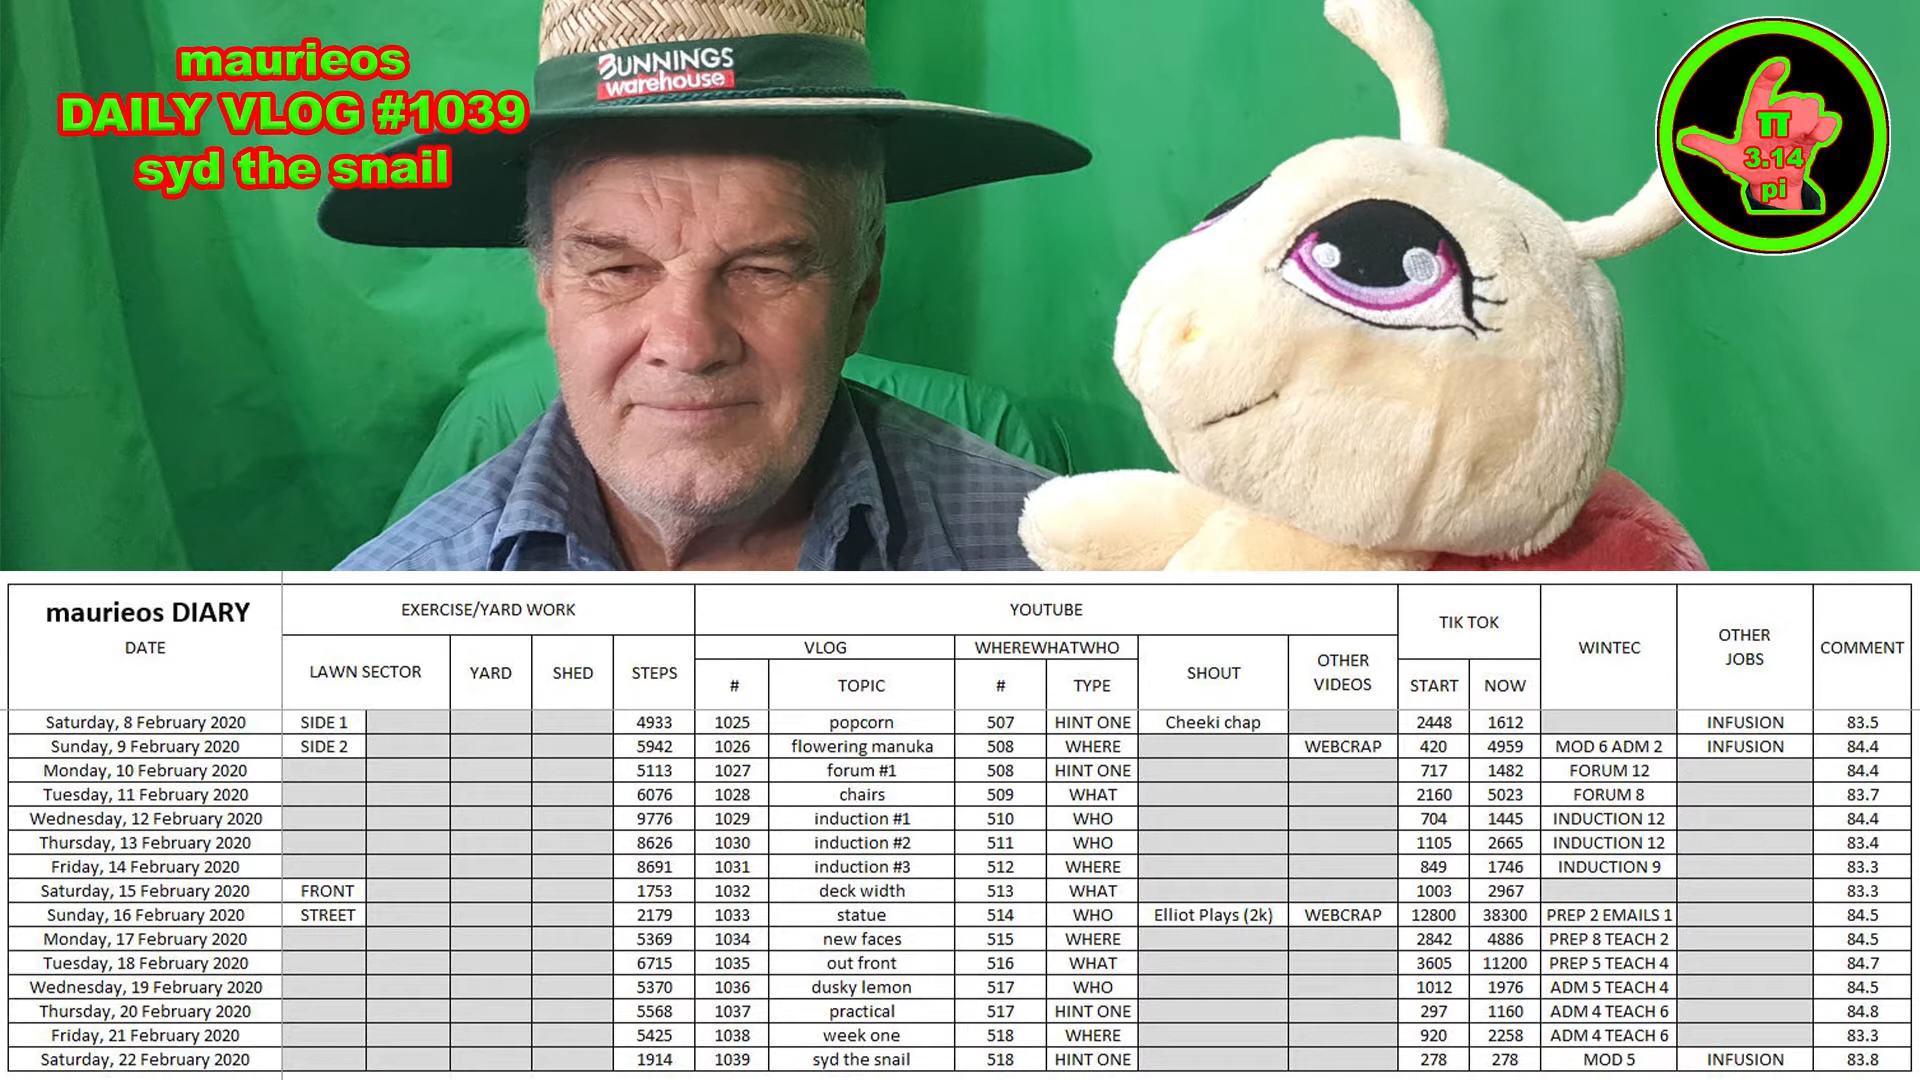 maurieos
DAILY VLOG #1039
syd the snail
BUNNINGS
warehouse
π
3.14
pi
maurieos DIARY
DATE
EXERCISE/YARD WORK
LAWN SECTOR
YARD
SHED
STEPS
YOUTUBE
VLOG
#
TOPIC
WHEREWHATWHO
#
TYPE
SHOUT
OTHER
VIDEOS
TIK TOK
START
NOW
WINTEC
OTHER
JOBS
COMMENT
Saturday, 8 February 2020 SIDE 1 4933 1025 popcorn 507 HINT ONE Cheeki chap 2448 1612 INFUSION 83.5
Sunday, 9 February 2020 SIDE 2 5942 1026 flowering manuka 508 WHERE WEBCRAP 420 4959 MOD 6 ADM 2 INFUSION 84.4
Monday, 10 February 2020 5113 1027 forum #1 508 HINT ONE 717 1482 FORUM 12 84.4
Tuesday, 11 February 2020 6076 1028 chairs 509 WHAT 2160 5023 FORUM 8 83.7
Wednesday, 12 February 2020 9776 1029 induction #1 510 WHO 704 1445 INDUCTION 12 84.4
Thursday, 13 February 2020 8626 1030 induction #2 511 WHO 1105 2665 INDUCTION 12 83.4
Friday, 14 February 2020 8691 1031 induction #3 512 WHERE 849 1746 INDUCTION 9 83.3
Saturday, 15 February 2020 FRONT 1753 1032 deck width 513 WHAT 1003 2967 83.3
Sunday, 16 February 2020 STREET 2179 1033 statue 514 WHO Elliot Plays (2k) WEBCRAP 12800 38300 PREP 2 EMAILS 1 84.5
Monday, 17 February 2020 5369 1034 new faces 515 WHERE 2842 4886 PREP 8 TEACH 2 84.5
Tuesday, 18 February 2020 6715 1035 out front 516 WHAT 3605 11200 PREP 5 TEACH 4 84.7
Wednesday, 19 February 2020 5370 1036 dusky lemon 517 WHO 1012 1976 ADM 5 TEACH 4 84.5
Thursday, 20 February 2020 5568 1037 practical 517 HINT ONE 297 1160 ADM 4 TEACH 6 84.8
Friday, 21 February 2020 5425 1038 week one 518 WHERE 920 2258 ADM 4 TEACH 6 83.3
Saturday, 22 February 2020 1914 1039 syd the snail 518 HINT ONE 278 278 MOD 5 INFUSION 83.8